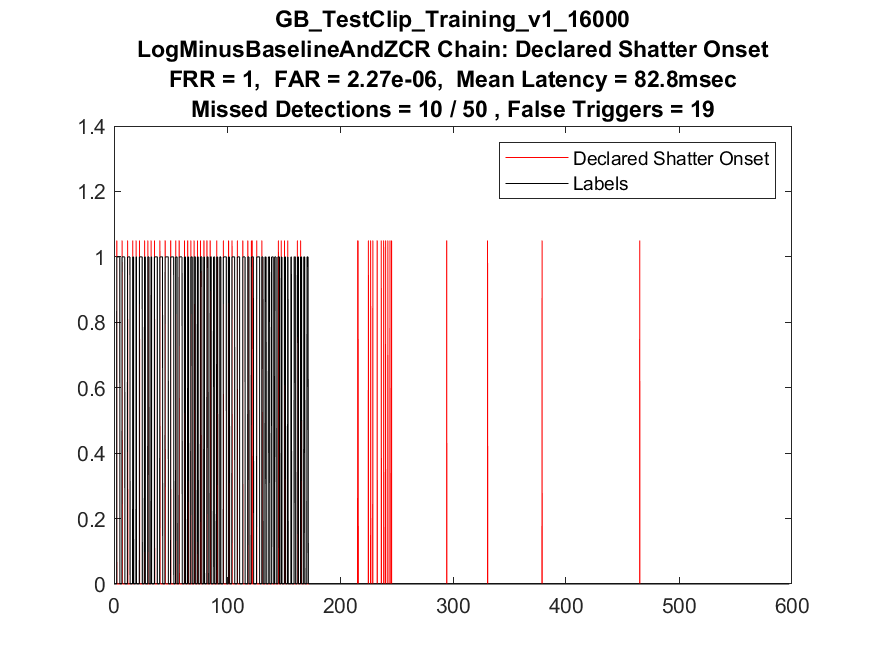 GB_TestClip_Training_v1_16000
LogMinusBaselineAndZCR Chain: Declared Shatter Onset
FRR = 1,  FAR = 2.27e-06,  Mean Latency = 82.8msec
Missed Detections = 10 / 50 , False Triggers = 19
1.4
1.2
1
0.8
0.6
0.4
0.2
0
Declared Shatter Onset
Labels
0 100 200 300 400 500 600